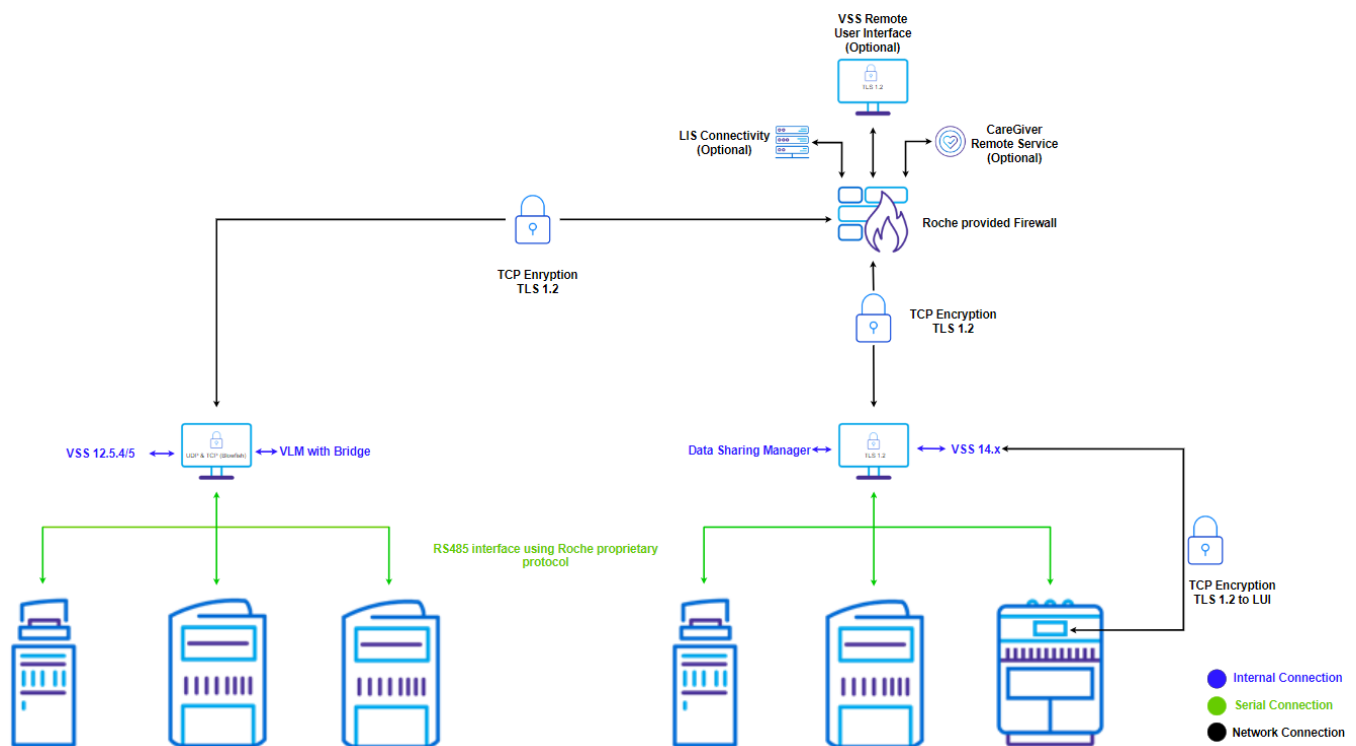 VSS Remote
User Interface
(Optional)
TLS 1.2
LIS Connectivity
(Optional)
CareGiver
Remote Service
(Optional)
Roche provided Firewall
TCP Enryption
TLS 1.2
TCP Encryption
TLS 1.2
VSS 12.5.4/5
UDP & TCP (Blowfish)
VLM with Bridge
Data Sharing Manager
TLS 1.2
VSS 14.x
RS485 interface using Roche proprietary
protocol
TCP Encryption
TLS 1.2 to LUI
Internal Connection
Serial Connection
Network Connection